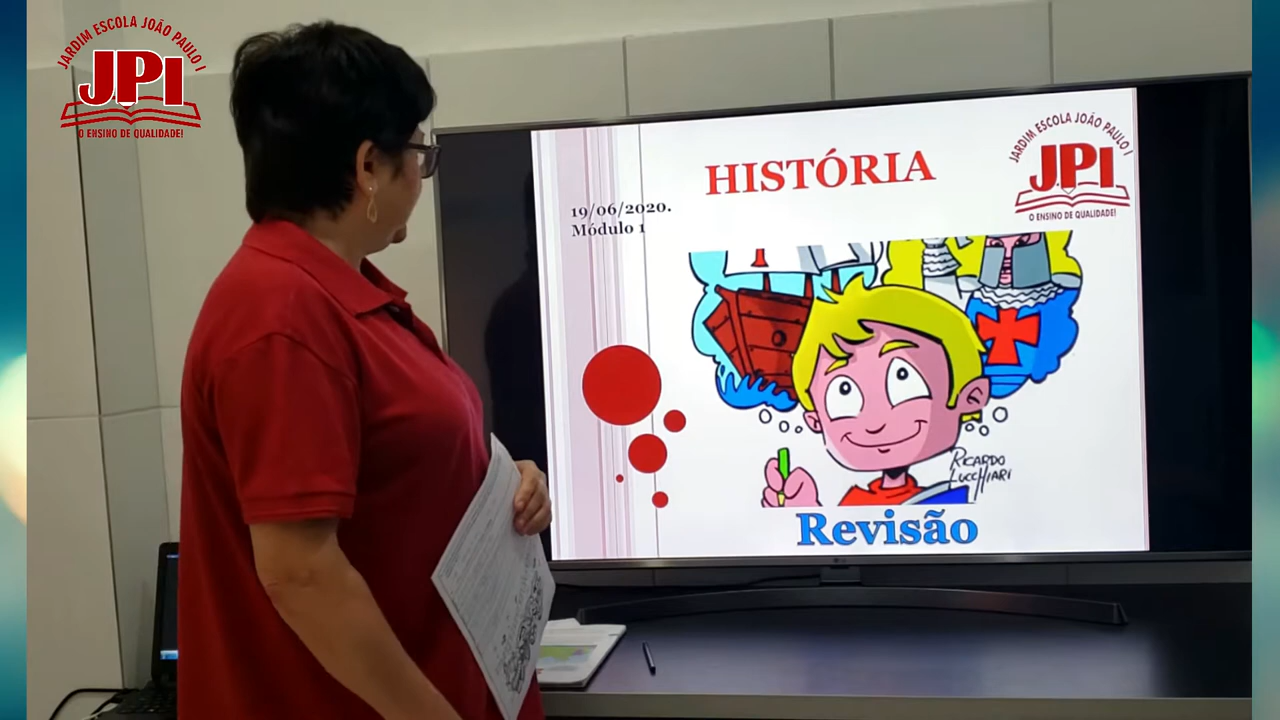 JARDIM ESCOLA JOÃO PAULO I
JPI
O ENSINO DE QUALIDADE!
HISTÓRIA
JARDIM ESCOLA JOÃO PAULO I
JPI
O ENSINO DE QUALIDADE!
19/06/2020.
Módulo 1
RICARDO
LUCCHIARI
Revisão
LG